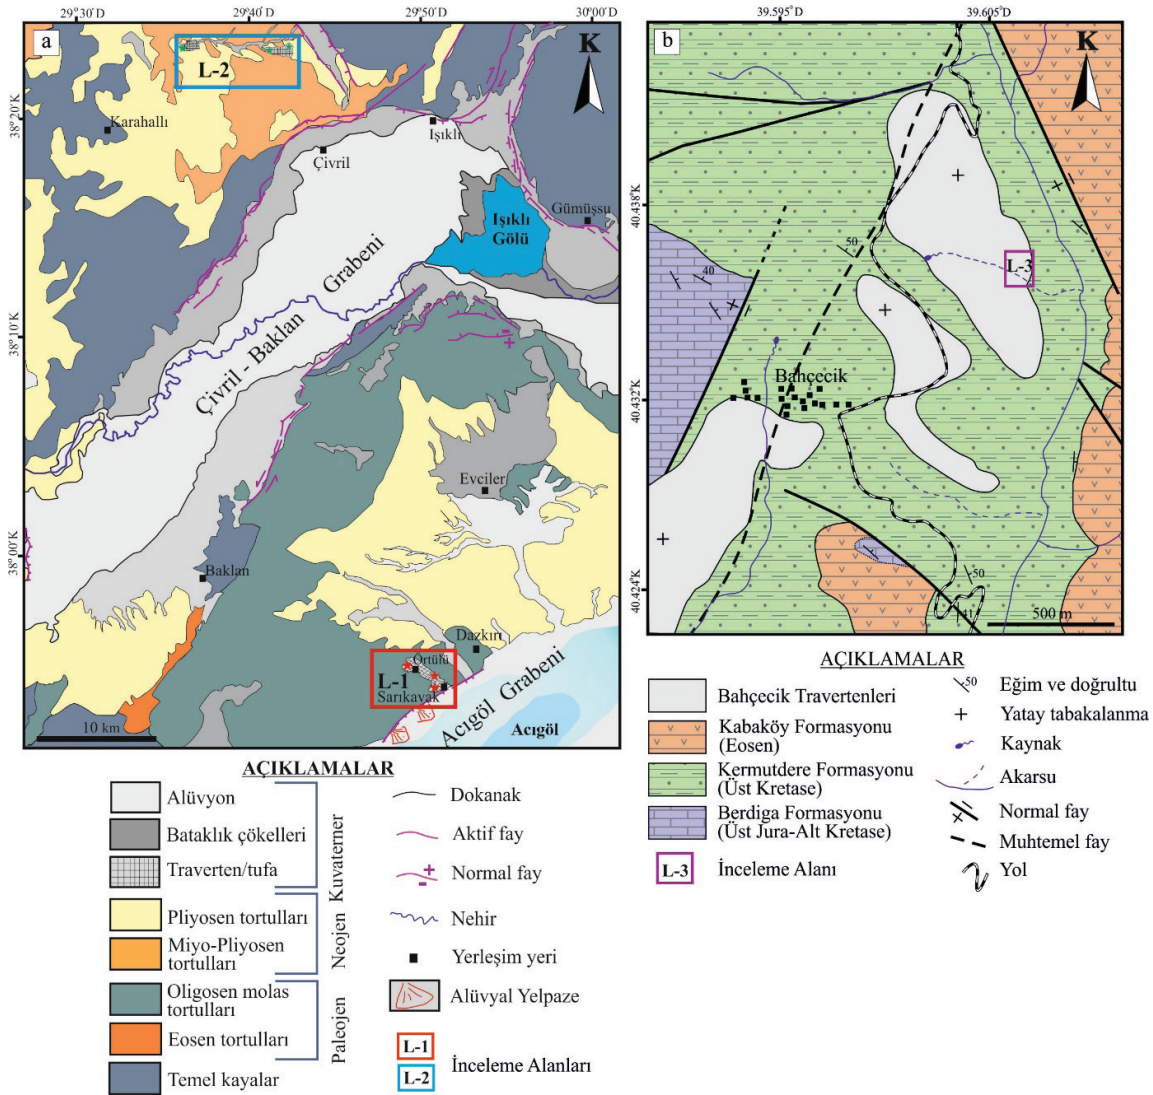 29°30'D
29°40'D
29°50'D
30°00'D
a
K
L-2
Karahallı
Işıklı
Çivril
Gümüşsu
Işıklı
Gölü
Çivril - Baklan Grabeni
Evciler
Baklan
Dazkırı
Örtülü
L-1
Sarıkavak
Acıgöl Grabeni
Acıgöl
10 km
38°20'K
38°10'K
38°00'K
AÇIKLAMALAR
Alüvyon
Bataklık çökelleri
Traverten/tufa
Kuvaterner
Pliyosen tortulları
Miyo-Pliyosen
tortulları
Neojen
Oligosen molas
tortulları
Eosen tortulları
Paleojen
Temel kayalar
Dokanak
Aktif fay
Normal fay
Nehir
Yerleşim yeri
Alüvyal Yelpaze
L-1
L-2
İnceleme Alanları
39.595°D
39.605°D
b
K
40.438°K
40.432°K
40.424°K
50
40
L-3
Bahçecik
50
41
500 m
AÇIKLAMALAR
Bahçecik Travertenleri
Kabaköy Formasyonu
(Eosen)
Kermutdere Formasyonu
(Üst Kretase)
Berdiga Formasyonu
(Üst Jura-Alt Kretase)
L-3
İnceleme Alanı
50
Eğim ve doğrultu
Yatay tabakalanma
Kaynak
Akarsu
Normal fay
Muhtemel fay
Yol